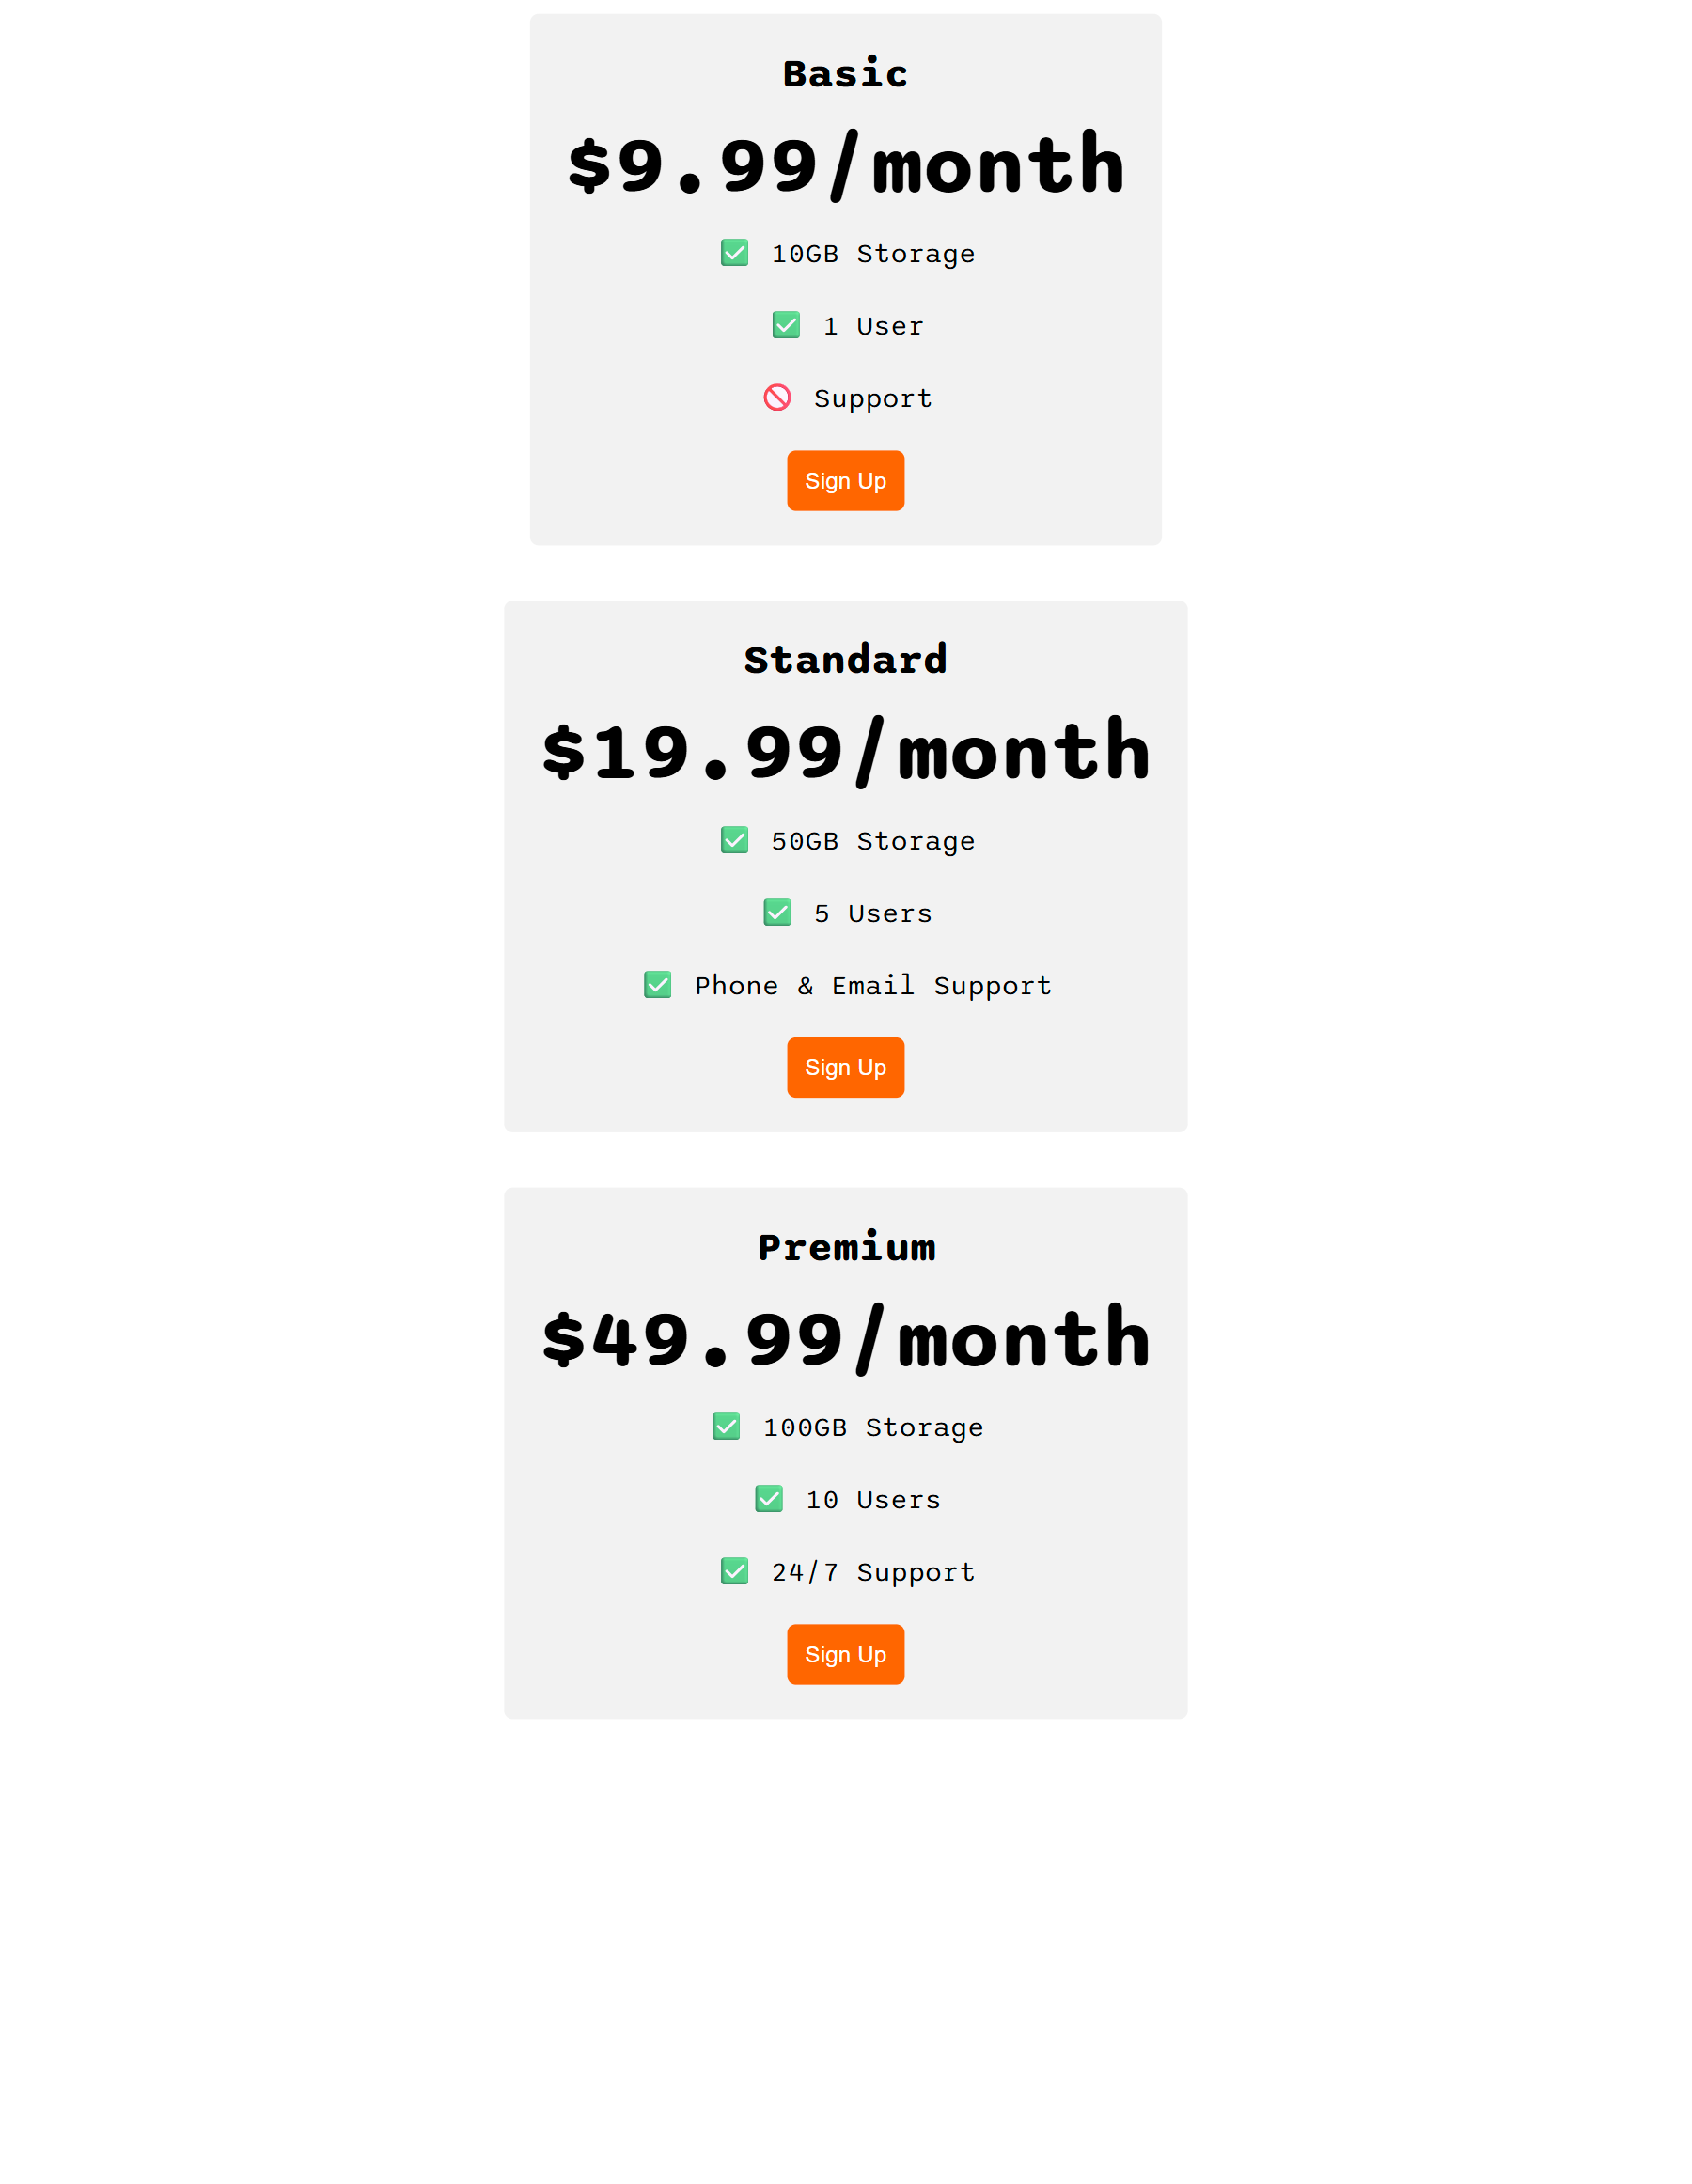 Basic
$9.99/month
✅ 10GB Storage
✅ 1 User
🚫 Support
Sign Up
Standard
$19.99/month
✅ 50GB Storage
✅ 5 Users
✅ Phone & Email Support
Sign Up
Premium
$49.99/month
✅ 100GB Storage
✅ 10 Users
✅ 24/7 Support
Sign Up